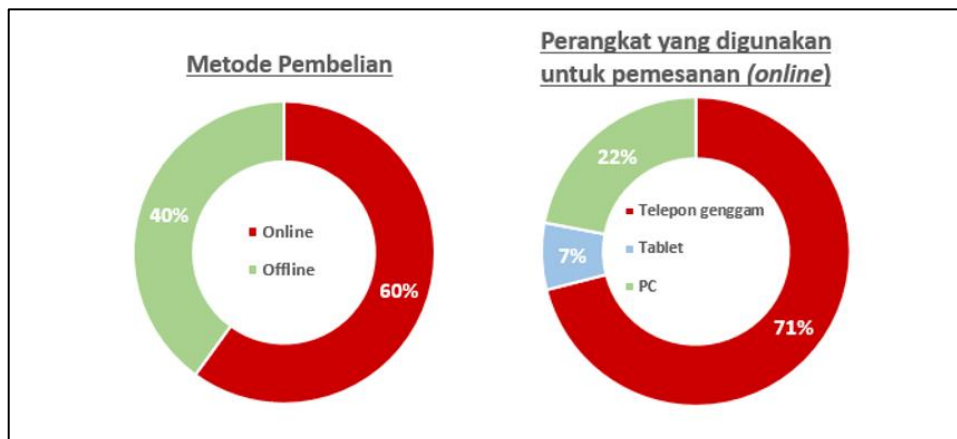 Metode Pembelian
40%
Online
Offline
60%
Perangkat yang digunakan
untuk pemesanan (online)
22%
Telepon genggam
7%
Tablet
PC
71%